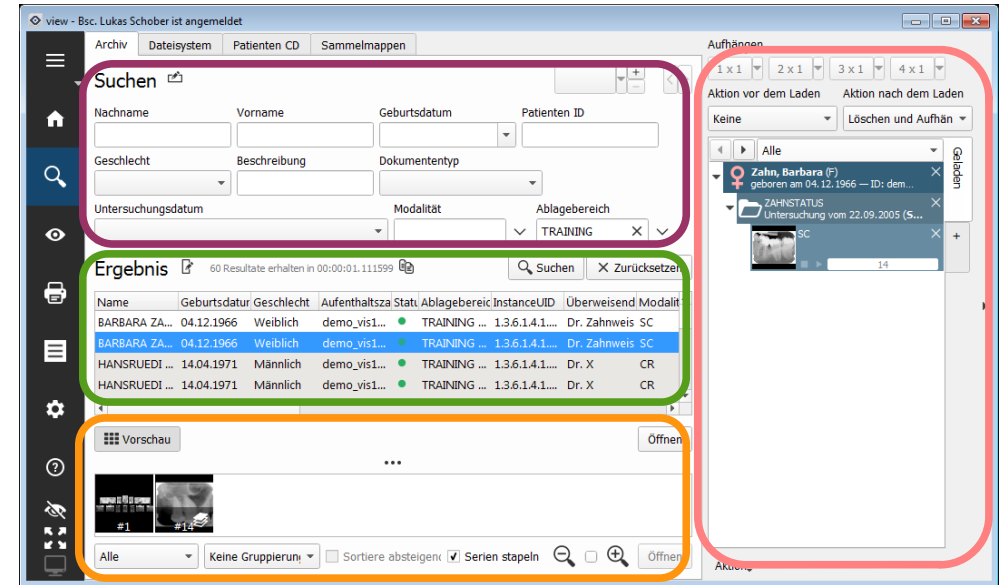 view - Bsc. Lukas Schober ist angemeldet
Archiv Dateisystem Patienten CD Sammelmappen
Suchen
Nachname Vorname Geburtsdatum Patienten ID
Geschlecht Beschreibung Dokumententyp
Untersuchungsdatum Modalität Ablagebereich
TRAINING
Ergebnis 60 Resultate erhalten in 00:00:01.111599 Suchen Zurücksetzen
Name Geburtsdatur Geschlecht Aufenthaltsza Statu Ablagebereic InstanceUID Überweisend Modalit
BARBARA ZA... 04.12.1966 Weiblich demo_vis1... TRAINING ... 1.3.6.1.4.1.... Dr. Zahnweis SC
BARBARA ZA... 04.12.1966 Weiblich demo_vis1... TRAINING ... 1.3.6.1.4.1.... Dr. Zahnweis SC
HANSRUEDI ... 14.04.1971 Männlich demo_vis1... TRAINING ... 1.3.6.1.4.1.... Dr. X CR
HANSRUEDI ... 14.04.1971 Männlich demo_vis1... TRAINING ... 1.3.6.1.4.1.... Dr. X CR
Vorschau Öffnen
#1 #14
Alle Keine Gruppierun Sortiere absteigend Serien stapeln Öffnen
Aufhängen
1 x 1 2 x 1 3 x 1 4 x 1
Aktion vor dem Laden Aktion nach dem Laden
Keine Löschen und Aufhän
Alle
Geladen
Zahn, Barbara (F)
geboren am 04.12.1966 — ID: dem...
ZAHNSTATUS
Untersuchung vom 22.09.2005 (S...
SC
14
+
Aktion